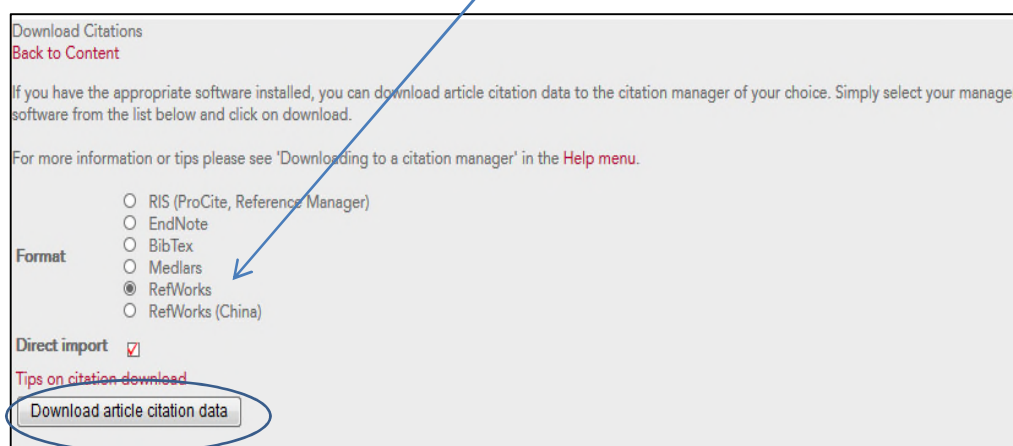 Download Citations
Back to Content
If you have the appropriate software installed, you can download article citation data to the citation manager of your choice. Simply select your manage
software from the list below and click on download.
For more information or tips please see 'Downloading to a citation manager' in the Help menu.
RIS (ProCite, Reference Manager)
EndNote
BibTex
Format
Medlars
RefWorks
RefWorks (China)
Direct import
Tips on citation download
Download article citation data